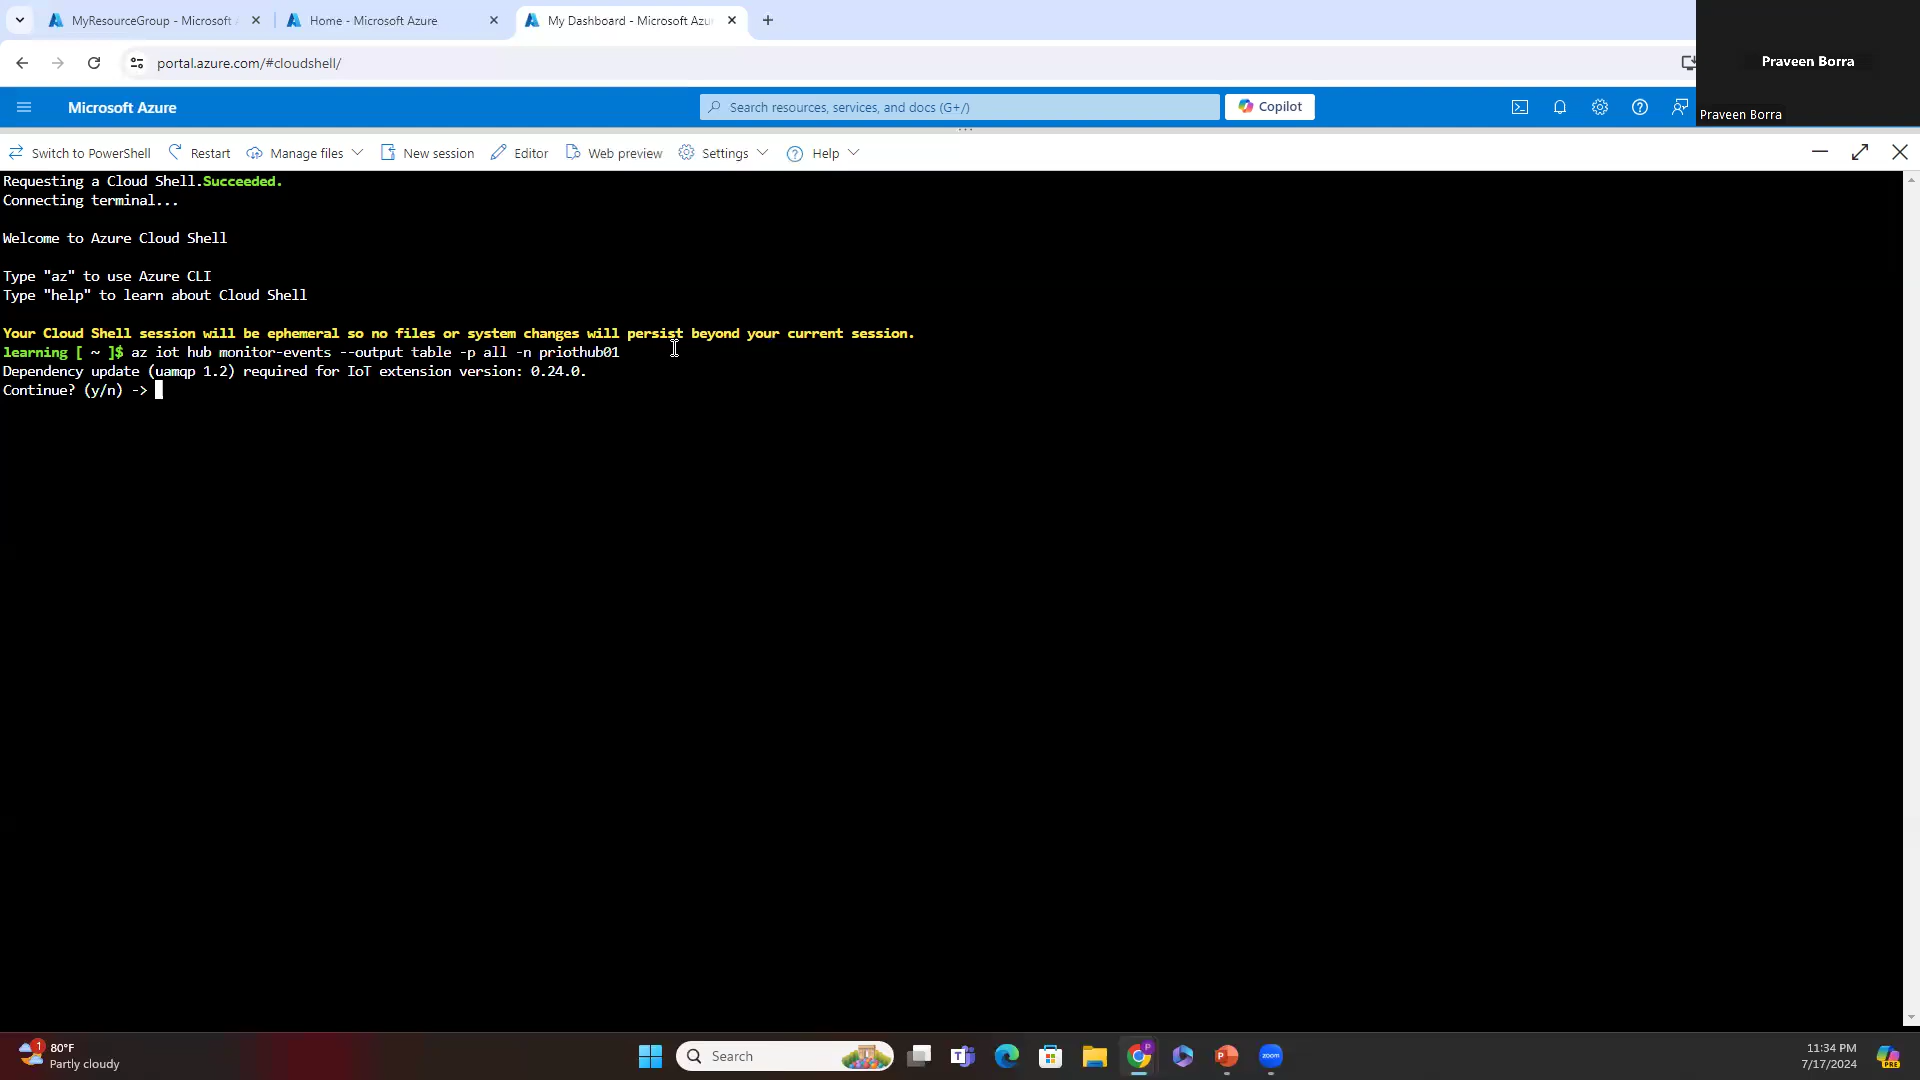 MyResourceGroup - Microsoft
Home - Microsoft Azure
My Dashboard - Microsoft Azu
portal.azure.com/#cloudshell/
Praveen Borra
Microsoft Azure
Search resources, services, and docs (G+/)
Copilot
Praveen Borra
Switch to PowerShell
Restart
Manage files
New session
Editor
Web preview
Settings
Help
Requesting a Cloud Shell.Succeeded.
Connecting terminal...
Welcome to Azure Cloud Shell
Type "az" to use Azure CLI
Type "help" to learn about Cloud Shell
Your Cloud Shell session will be ephemeral so no files or system changes will persist beyond your current session.
learning [ ~ ]$ az iot hub monitor-events --output table -p all -n priothub01
Dependency update (uamqp 1.2) required for IoT extension version: 0.24.0.
Continue? (y/n) ->
1
80°F
Partly cloudy
Search
zoom
PRE
11:34 PM
7/17/2024